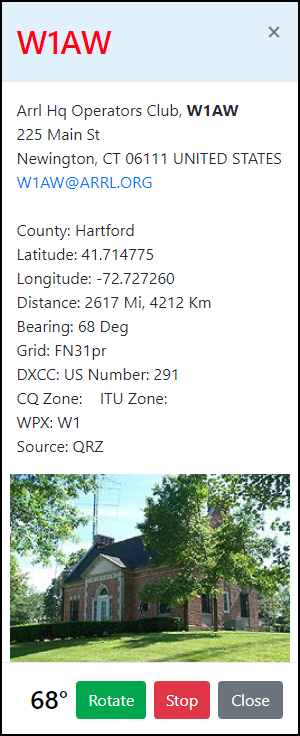 W1AW ×
Arrl Hq Operators Club, W1AW
225 Main St
Newington, CT 06111 UNITED STATES
W1AW@ARRL.ORG
County: Hartford
Latitude: 41.714775
Longitude: -72.727260
Distance: 2617 Mi, 4212 Km
Bearing: 68 Deg
Grid: FN31pr
DXCC: US Number: 291
CQ Zone: ITU Zone:
WPX: W1
Source: QRZ
68° Rotate Stop Close